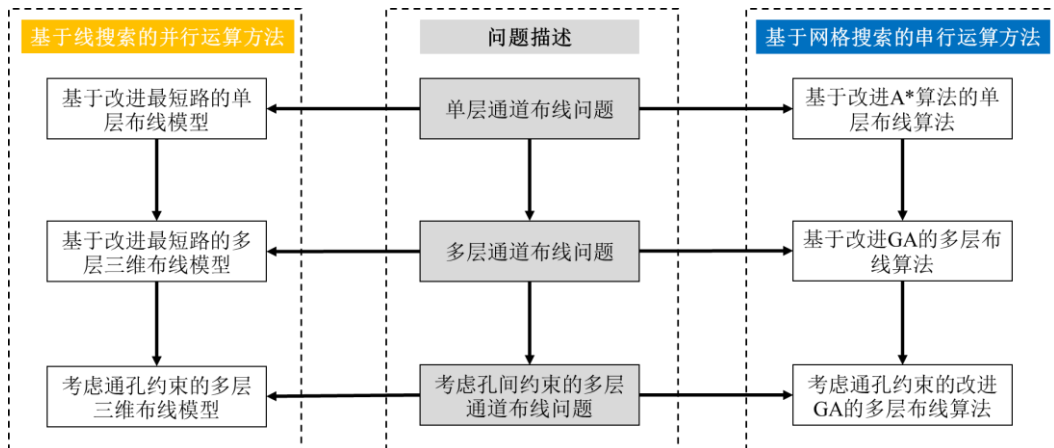 基于线搜索的并行运算方法
问题描述
基于网格搜索的串行运算方法
基于改进最短路的单
层布线模型
单层通道布线问题
基于改进A*算法的单
层布线算法
基于改进最短路的多
层三维布线模型
多层通道布线问题
基于改进GA的多层布
线算法
考虑通孔约束的多层
三维布线模型
考虑孔间约束的多层
通道布线问题
考虑通孔约束的改进
GA的多层布线算法